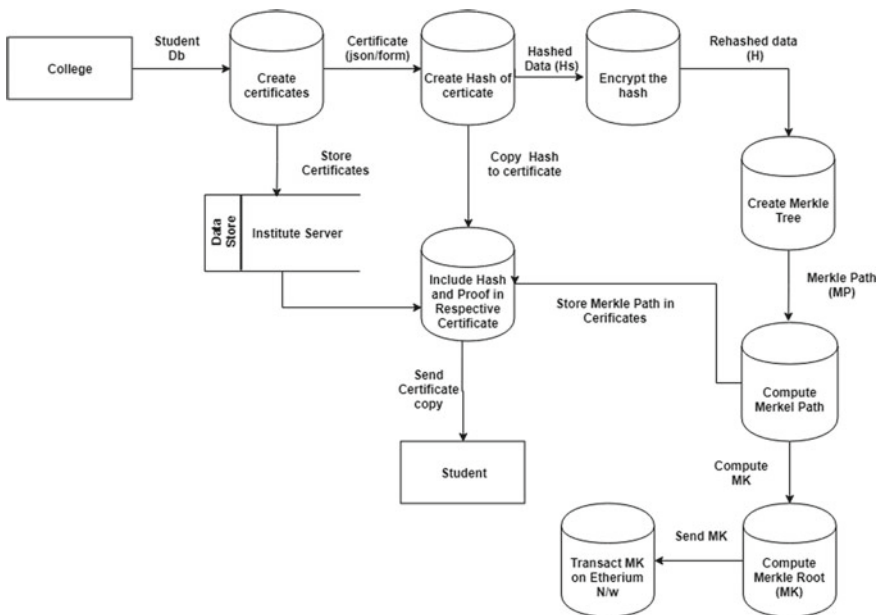 College
Student
Db
Create
certificates
Certificate
(json/form)
Create Hash of
certicate
Hashed
Data (Hs)
Encrypt the
hash
Rehashed data
(H)
Store
Certificates
Copy Hash
to certificate
Create Merkle
Tree
Data
Store
Institute Server
Include Hash
and Proof in
Respective
Certificate
Store Merkle Path in
Cerificates
Merkle Path
(MP)
Compute
Merkel Path
Send
Certificate
copy
Student
Compute
MK
Transact MK
on Etherium
N/w
Send MK
Compute
Merkle Root
(MK)